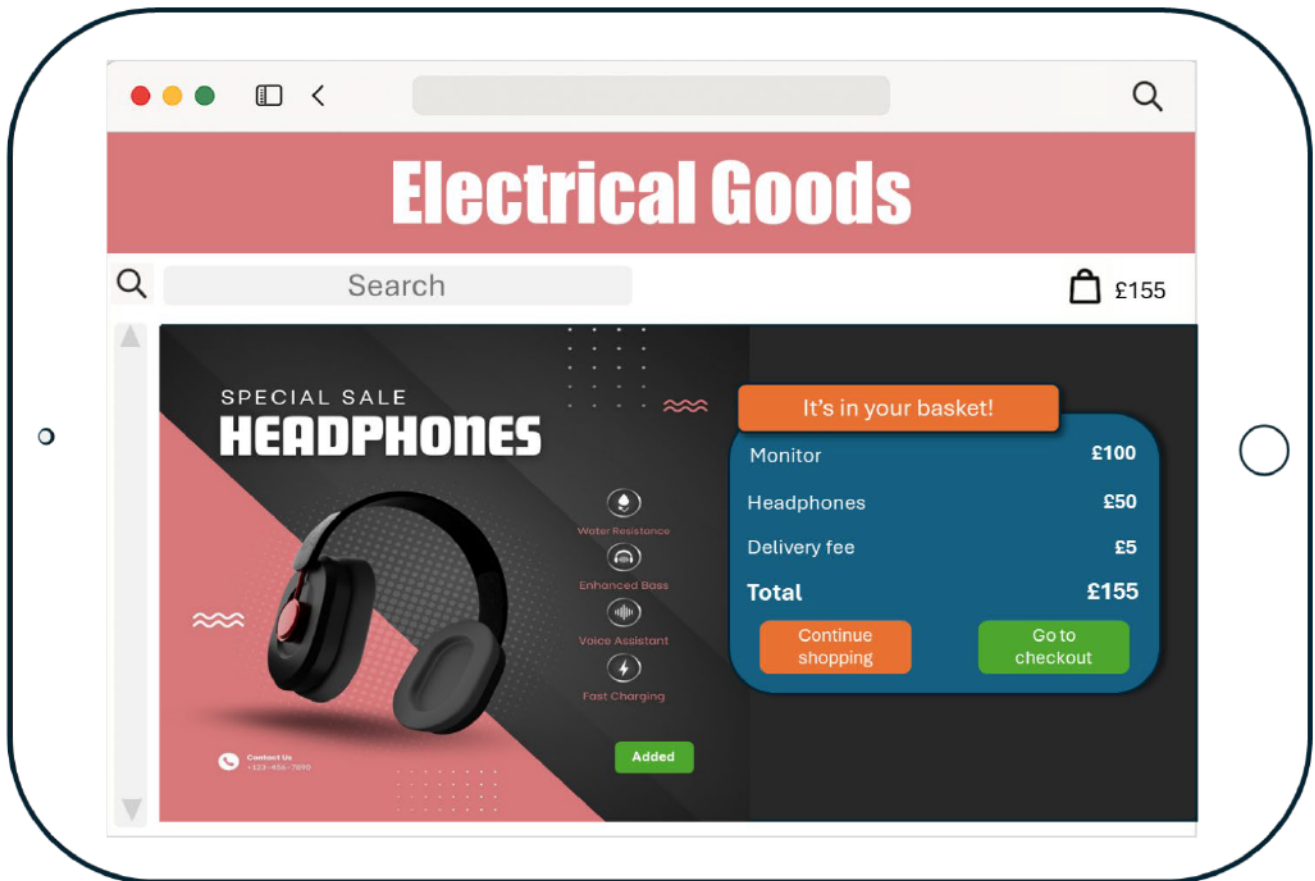 Electrical Goods
Search
£155
SPECIAL SALE
HEADPHONES
Water Resistance
Enhanced Bass
Voice Assistant
Fast Charging
Contact Us
+123-456-7890
Added
It's in your basket!
Monitor £100
Headphones £50
Delivery fee £5
Total £155
Continue
shopping
Go to
checkout